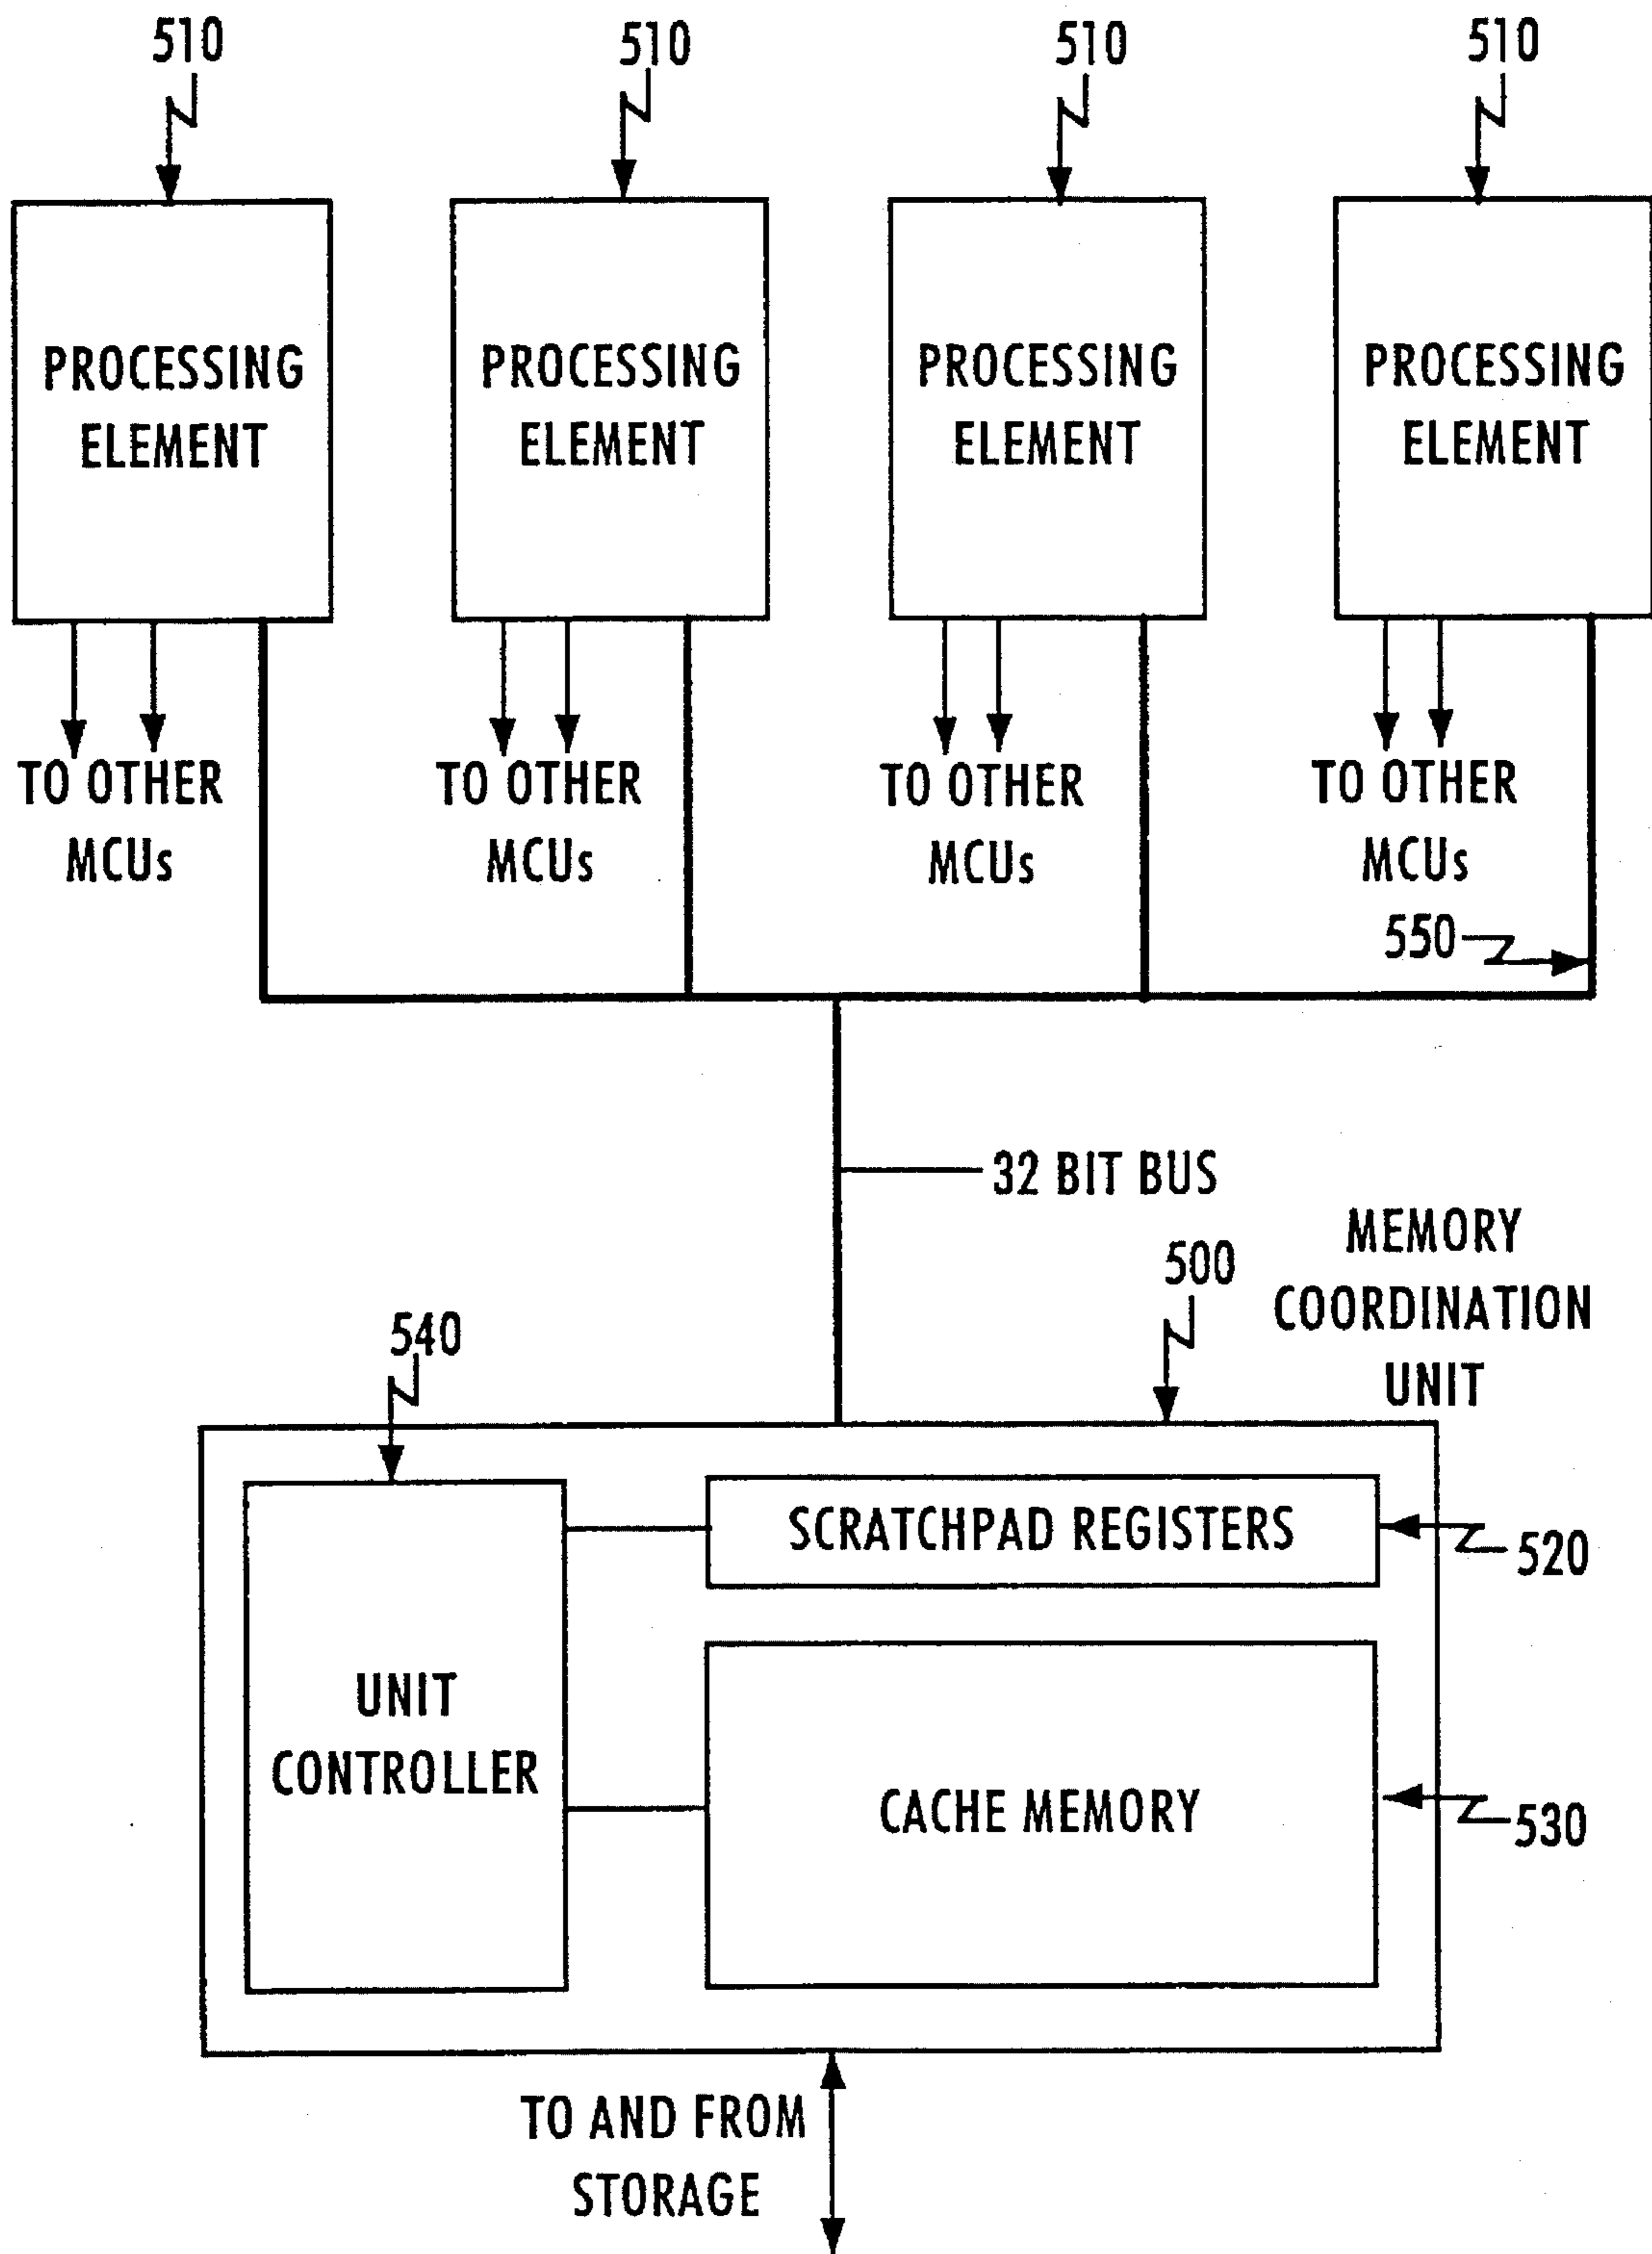 510
510
510
510
PROCESSING
ELEMENT
PROCESSING
ELEMENT
PROCESSING
ELEMENT
PROCESSING
ELEMENT
TO OTHER
MCUs
TO OTHER
MCUs
TO OTHER
MCUs
TO OTHER
MCUs
550
32 BIT BUS
MEMORY
COORDINATION
UNIT
500
540
SCRATCHPAD REGISTERS
520
UNIT
CONTROLLER
CACHE MEMORY
530
TO AND FROM
STORAGE